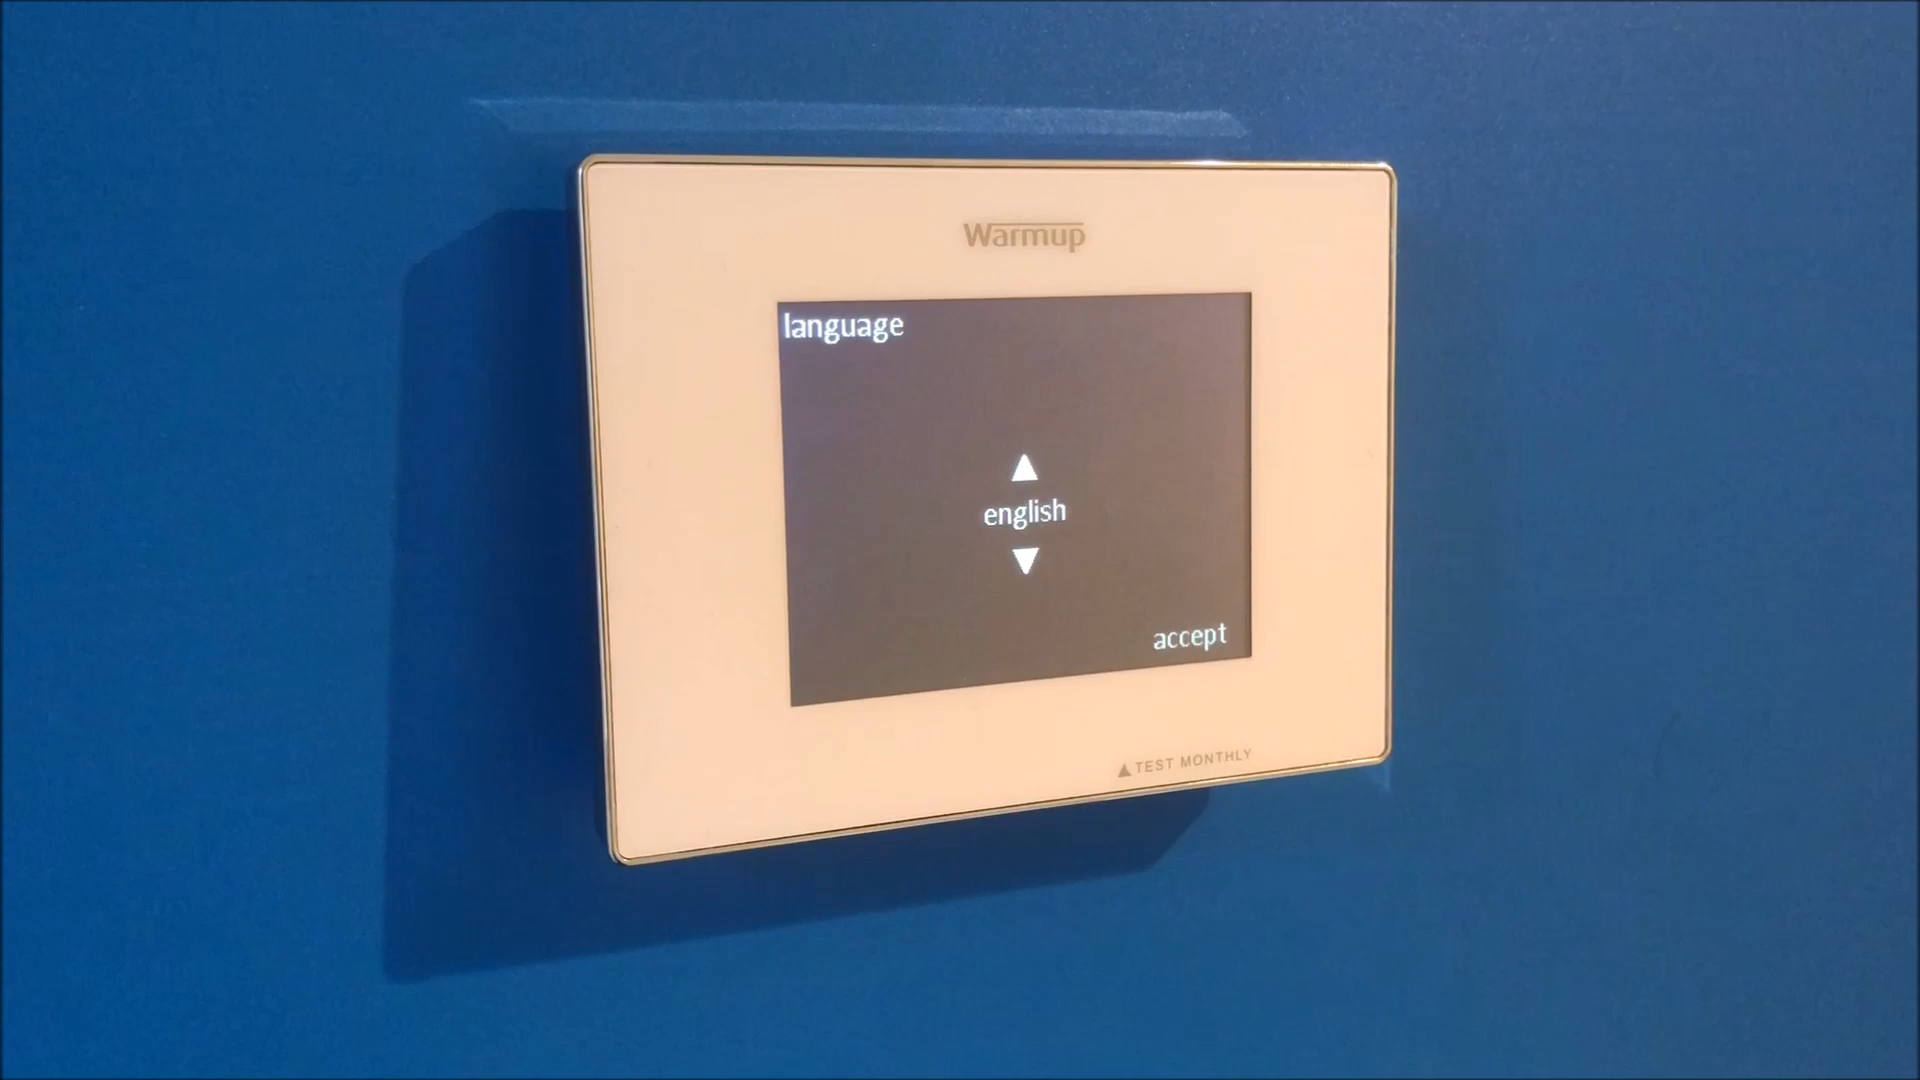 Warmup
language
▲
english
▼
accept
▲TEST MONTHLY